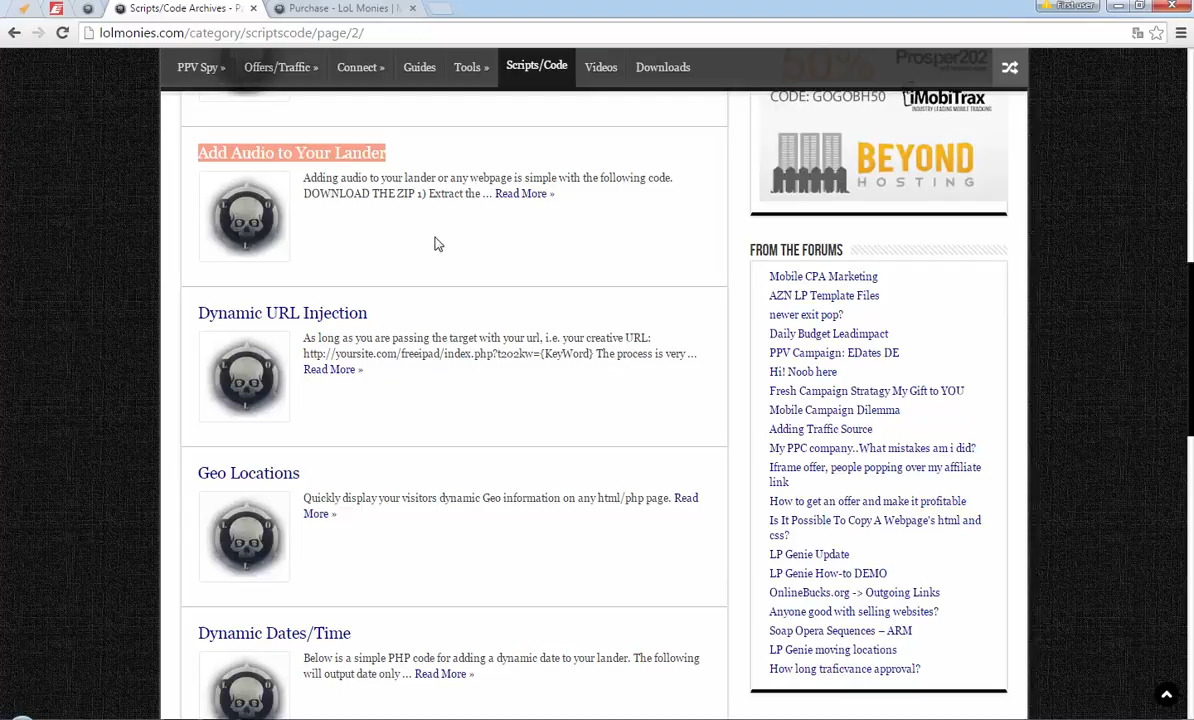 Scripts/Code Archives - P
Purchase - LoL Monies |
First user
lolmonies.com/category/scriptscode/page/2/
PPV Spy »
Offers/Traffic »
Connect »
Guides
Tools »
Scripts/Code
Videos
Downloads
50%
Prosper202
CODE: GOGOBH50
iMobiTrax
INDUSTRY LEADING MOBILE TRACKING
BEYOND
HOSTING
Add Audio to Your Lander
Adding audio to your lander or any webpage is simple with the following code.
DOWNLOAD THE ZIP 1) Extract the ... Read More »
Dynamic URL Injection
As long as you are passing the target with your url, i.e. your creative URL:
http://yoursite.com/freeipad/index.php?t202kw={KeyWord} The process is very ...
Read More »
Geo Locations
Quickly display your visitors dynamic Geo information on any html/php page. Read
More »
Dynamic Dates/Time
Below is a simple PHP code for adding a dynamic date to your lander. The following
will output date only ... Read More »
FROM THE FORUMS
Mobile CPA Marketing
AZN LP Template Files
newer exit pop?
Daily Budget Leadimpact
PPV Campaign: EDates DE
Hi! Noob here
Fresh Campaign Stratagy My Gift to YOU
Mobile Campaign Dilemma
Adding Traffic Source
My PPC company..What mistakes am i did?
Iframe offer, people popping over my affiliate
link
How to get an offer and make it profitable
Is It Possible To Copy A Webpage's html and
css?
LP Genie Update
LP Genie How-to DEMO
OnlineBucks.org -> Outgoing Links
Anyone good with selling websites?
Soap Opera Sequences – ARM
LP Genie moving locations
How long traficvance approval?